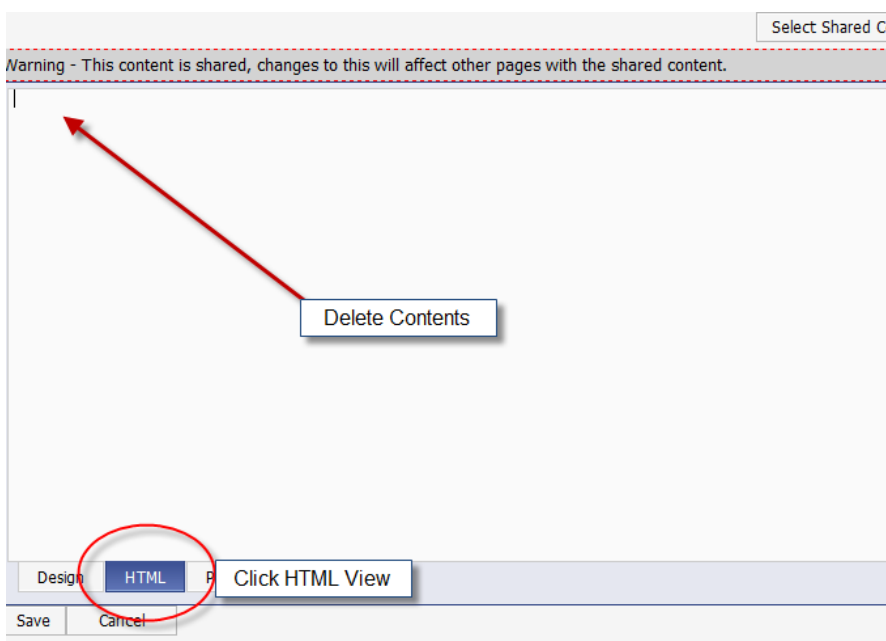 Select Shared
Warning - This content is shared, changes to this will affect other pages with the shared content.
Delete Contents
Design HTML P Click HTML View
Save Cancel